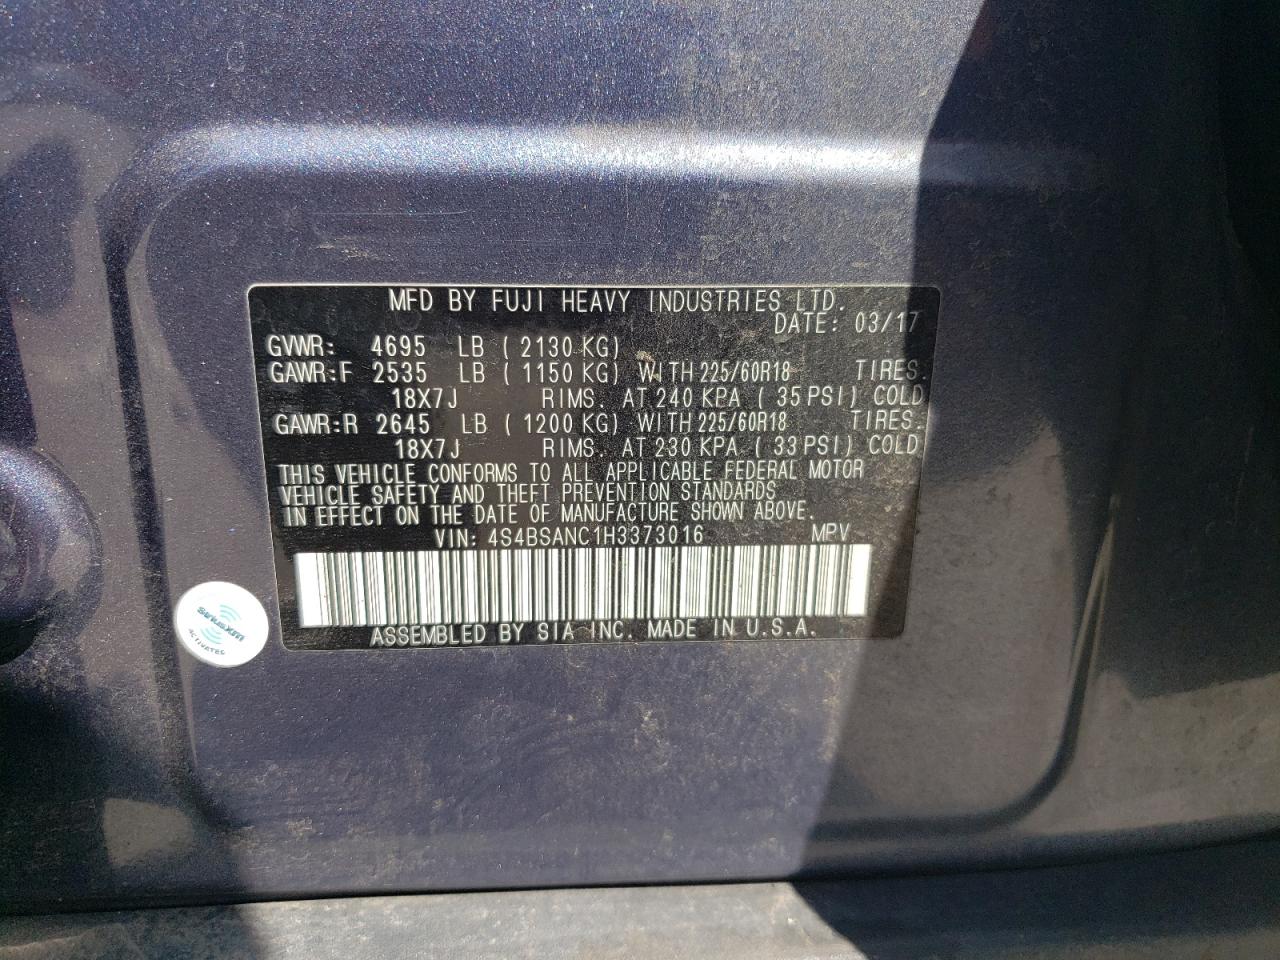 MFD BY FUJI HEAVY INDUSTRIES LTD.
DATE: 03/17
GVWR: 4695 LB ( 2130 KG)
GAWR:F 2535 LB ( 1150 KG) WITH 225/60R18 TIRES.
18X7J RIMS. AT 240 KPA ( 35 PSI) COLD
GAWR:R 2645 LB ( 1200 KG) WITH 225/60R18 TIRES.
18X7J RIMS. AT 230 KPA ( 33 PSI) COLD
THIS VEHICLE CONFORMS TO ALL APPLICABLE FEDERAL MOTOR
VEHICLE SAFETY AND THEFT PREVENTION STANDARDS
IN EFFECT ON THE DATE OF MANUFACTURE SHOWN ABOVE.
VIN: 4S4BSANC1H3373016 MPV
ASSEMBLED BY SIA INC. MADE IN U.S.A.
SiriusXM
ACTIVATED